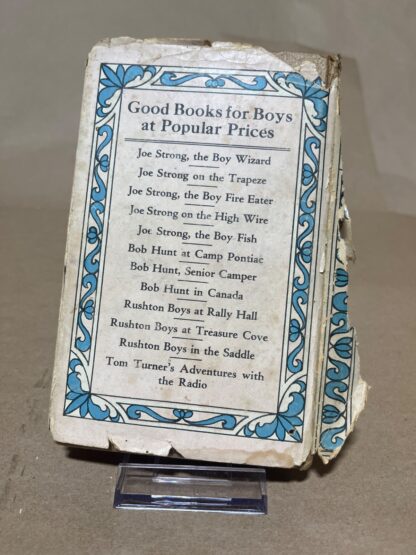 Good Books for Boys
at Popular Prices
Joe Strong, the Boy Wizard
Joe Strong on the Trapeze
Joe Strong, the Boy Fire Eater
Joe Strong on the High Wire
Joe Strong, the Boy Fish
Bob Hunt at Camp Pontiac
Bob Hunt, Senior Camper
Bob Hunt in Canada
Rushton Boys at Rally Hall
Rushton Boys at Treasure Cove
Rushton Boys in the Saddle
Tom Turner's Adventures with
the Radio